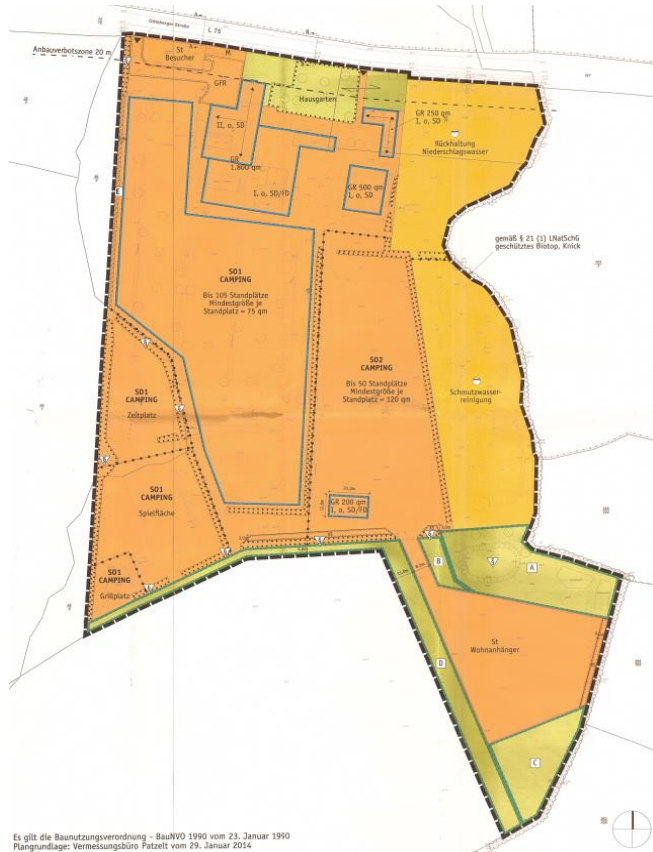 A
Göteborger Straße
L 73
B
Anbauverbotszone 20 m
St
Besucher
GFR
Hausgarten
GR 250 qm
I, o, SD
II, o, SD
Rückhaltung
Niederschlagswasser
GR
1.800 qm
I, o, SD/FD
GR 500 qm
I, o, SD
E
gemäß § 21 (1) LNatSchG
geschütztes Biotop, Knick
SO1
CAMPING
Bis 105 Standplätze
Mindestgröße je
Standplatz = 75 qm
SO2
CAMPING
Bis 50 Standplätze
Mindestgröße je
Standplatz = 120 qm
Schmutzwasser-
reinigung
SO1
CAMPING
Zeltplatz
SO1
CAMPING
Spielfläche
GR 200 qm
I, o, SD/FD
SO1
CAMPING
Grillplatz
B
A
St
Wohnanhänger
D
C
Es gilt die Baunutzungsverordnung - BauNVO 1990 vom 23. Januar 1990
Plangrundlage: Vermessungsbüro Patzelt vom 29. Januar 2014